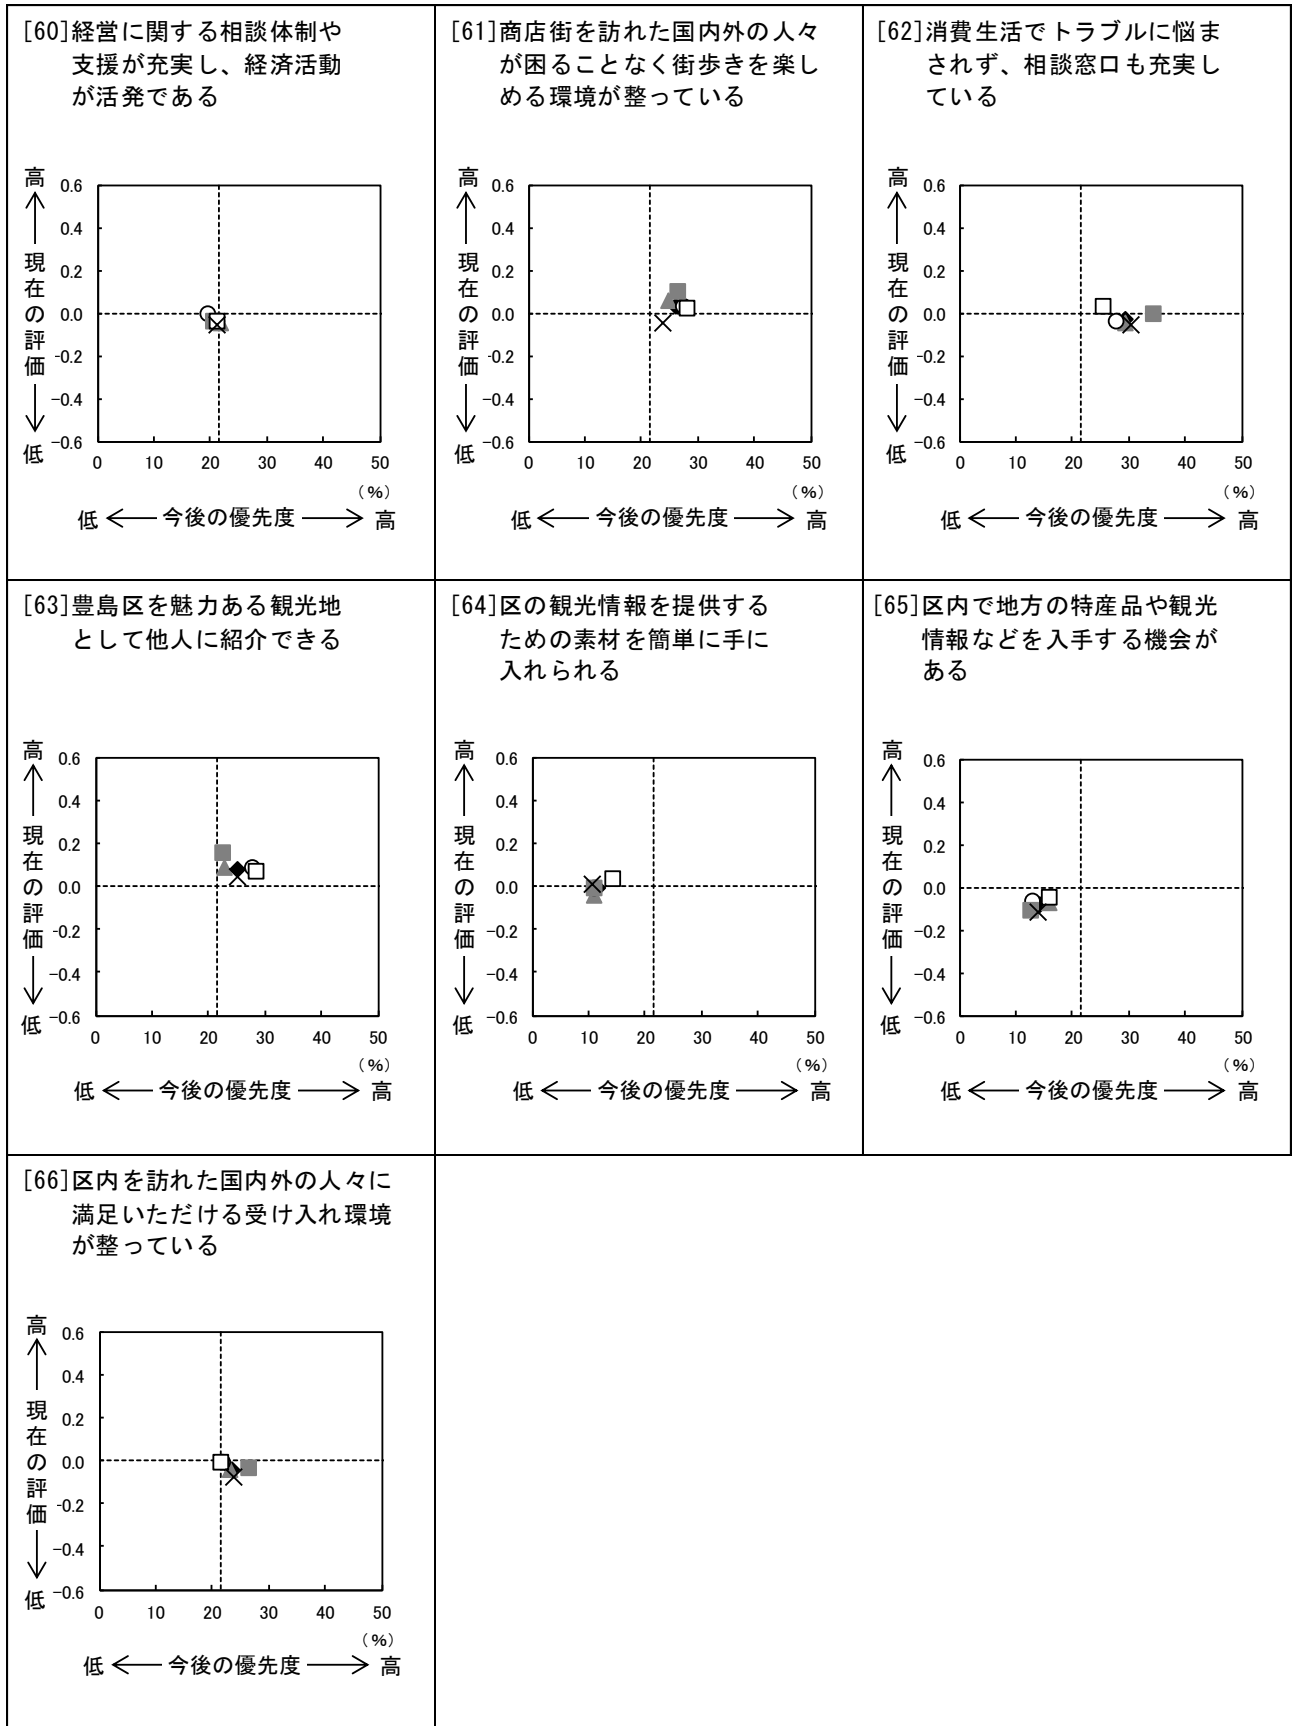 [60]経営に関する相談体制や
支援が充実し、経済活動
が活発である
高
現在の評価
低
0.6
0.4
0.2
0.0
-0.2
-0.4
-0.6
0 10 20 30 40 50
(%)
低 今後の優先度 高
[61]商店街を訪れた国内外の人々
が困ることなく街歩きを楽し
める環境が整っている
高
現在の評価
低
0.6
0.4
0.2
0.0
-0.2
-0.4
-0.6
0 10 20 30 40 50
(%)
低 今後の優先度 高
[62]消費生活でトラブルに悩ま
されず、相談窓口も充実し
ている
高
現在の評価
低
0.6
0.4
0.2
0.0
-0.2
-0.4
-0.6
0 10 20 30 40 50
(%)
低 今後の優先度 高
[63]豊島区を魅力ある観光地
として他人に紹介できる
高
現在の評価
低
0.6
0.4
0.2
0.0
-0.2
-0.4
-0.6
0 10 20 30 40 50
(%)
低 今後の優先度 高
[64]区の観光情報を提供する
ための素材を簡単に手に
入れられる
高
現在の評価
低
0.6
0.4
0.2
0.0
-0.2
-0.4
-0.6
0 10 20 30 40 50
(%)
低 今後の優先度 高
[65]区内で地方の特産品や観光
情報などを入手する機会が
ある
高
現在の評価
低
0.6
0.4
0.2
0.0
-0.2
-0.4
-0.6
0 10 20 30 40 50
(%)
低 今後の優先度 高
[66]区内を訪れた国内外の人々に
満足いただける受け入れ環境
が整っている
高
現在の評価
低
0.6
0.4
0.2
0.0
-0.2
-0.4
-0.6
0 10 20 30 40 50
(%)
低 今後の優先度 高